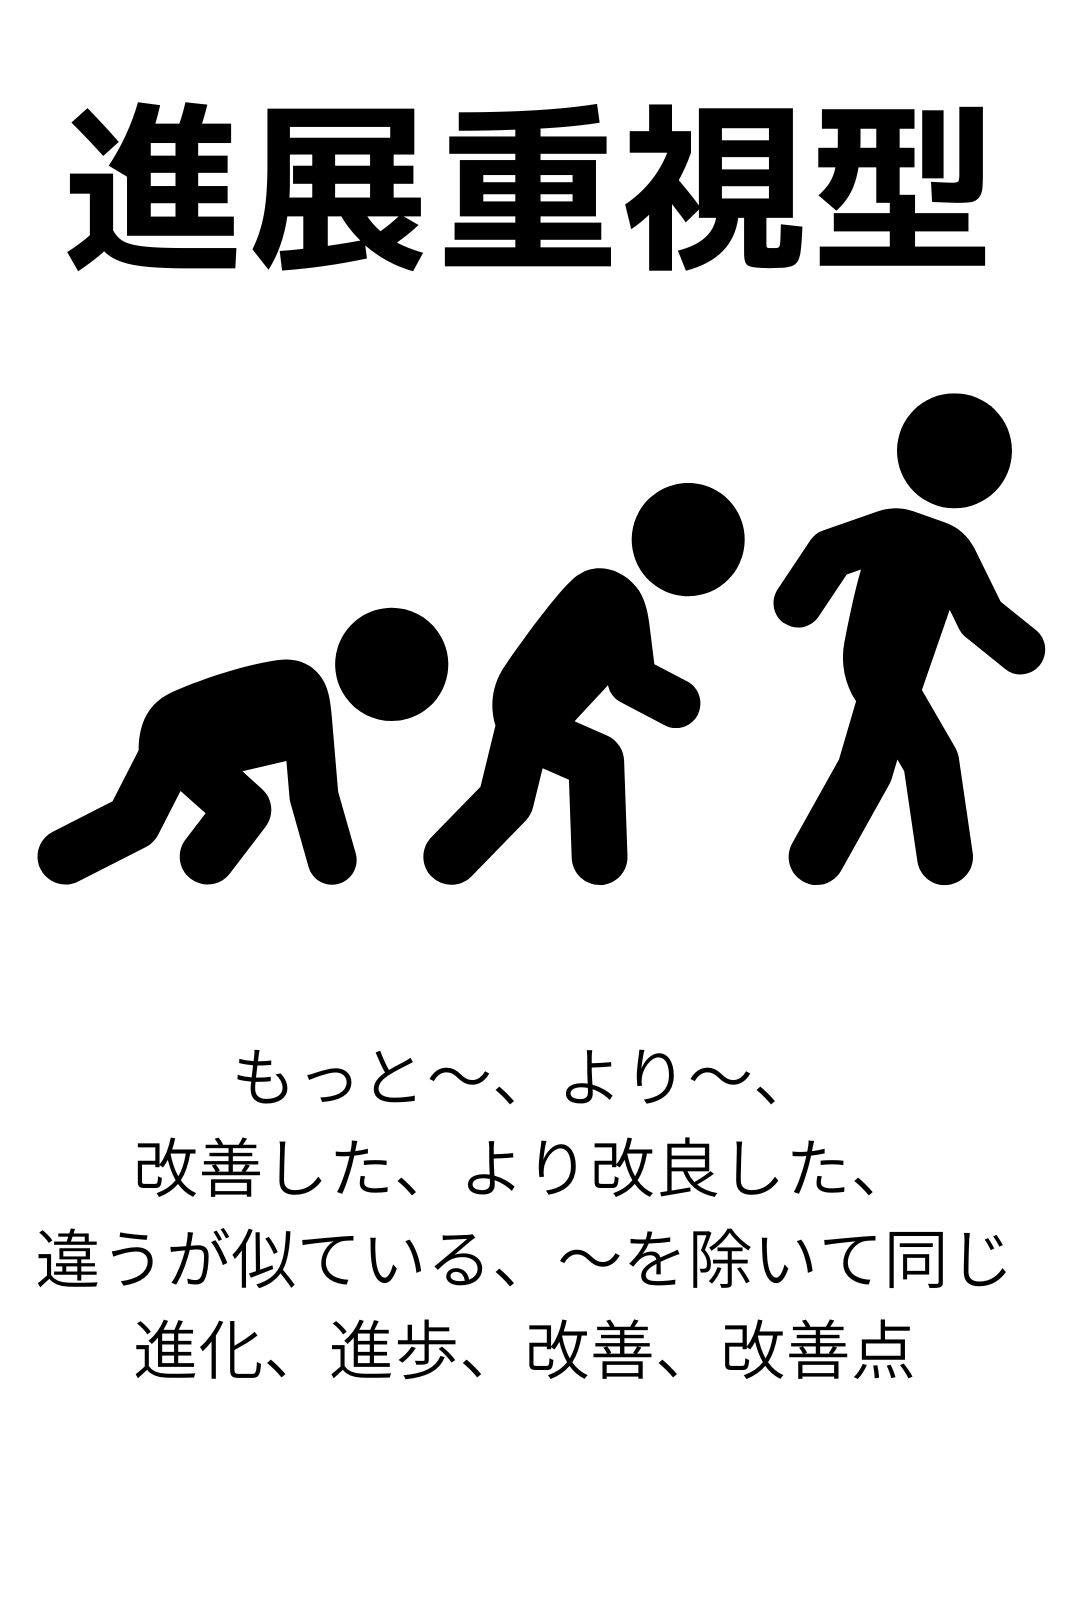 進展重視型
もっと〜、より〜、
改善した、より改良した、
違うが似ている、〜を除いて同じ
進化、進歩、改善、改善点